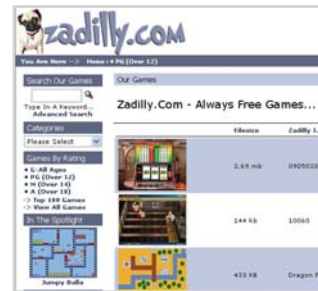 zadilly.com
You Are Here --> Home : PG (Over 12)
Search Our Games
Type In A Keyword...
Advanced Search
Categories
Please Select
Games By Rating
G-All Ages
PG (Over 12)
M (Over 14)
A (Over 18)
-> Top 100 Games
-> View All Games
In The Spotlight
Jumpy Balla
Our Games
Zadilly.Com - Always Free Games...
Filesize
Zadilly
2.69 mb
144 kb
10060
433 KB
Dragon